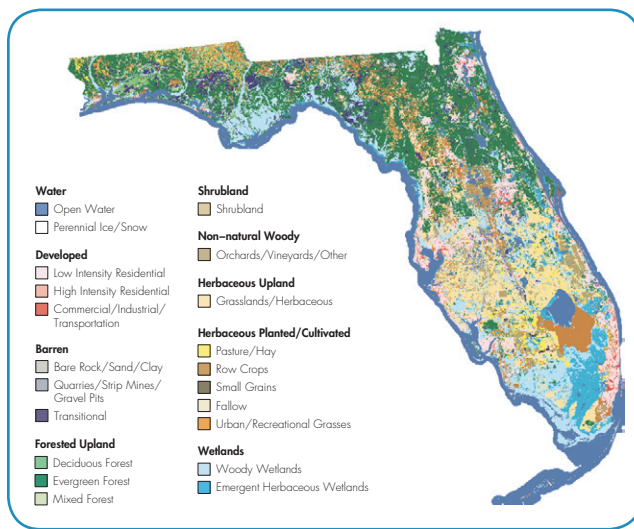 Water
Open Water
Perennial Ice/Snow
Developed
Low Intensity Residential
High Intensity Residential
Commercial/Industrial/
Transportation
Barren
Bare Rock/Sand/Clay
Quarries/Strip Mines/
Gravel Pits
Transitional
Forested Upland
Deciduous Forest
Evergreen Forest
Mixed Forest
Shrubland
Shrubland
Non–natural Woody
Orchards/Vineyards/Other
Herbaceous Upland
Grasslands/Herbaceous
Herbaceous Planted/Cultivated
Pasture/Hay
Row Crops
Small Grains
Fallow
Urban/Recreational Grasses
Wetlands
Woody Wetlands
Emergent Herbaceous Wetlands